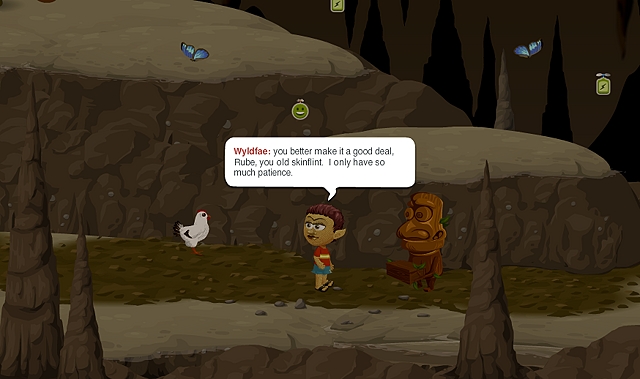 Wyldfae: you better make it a good deal,
Rube, you old skinflint. I only have so
much patience.